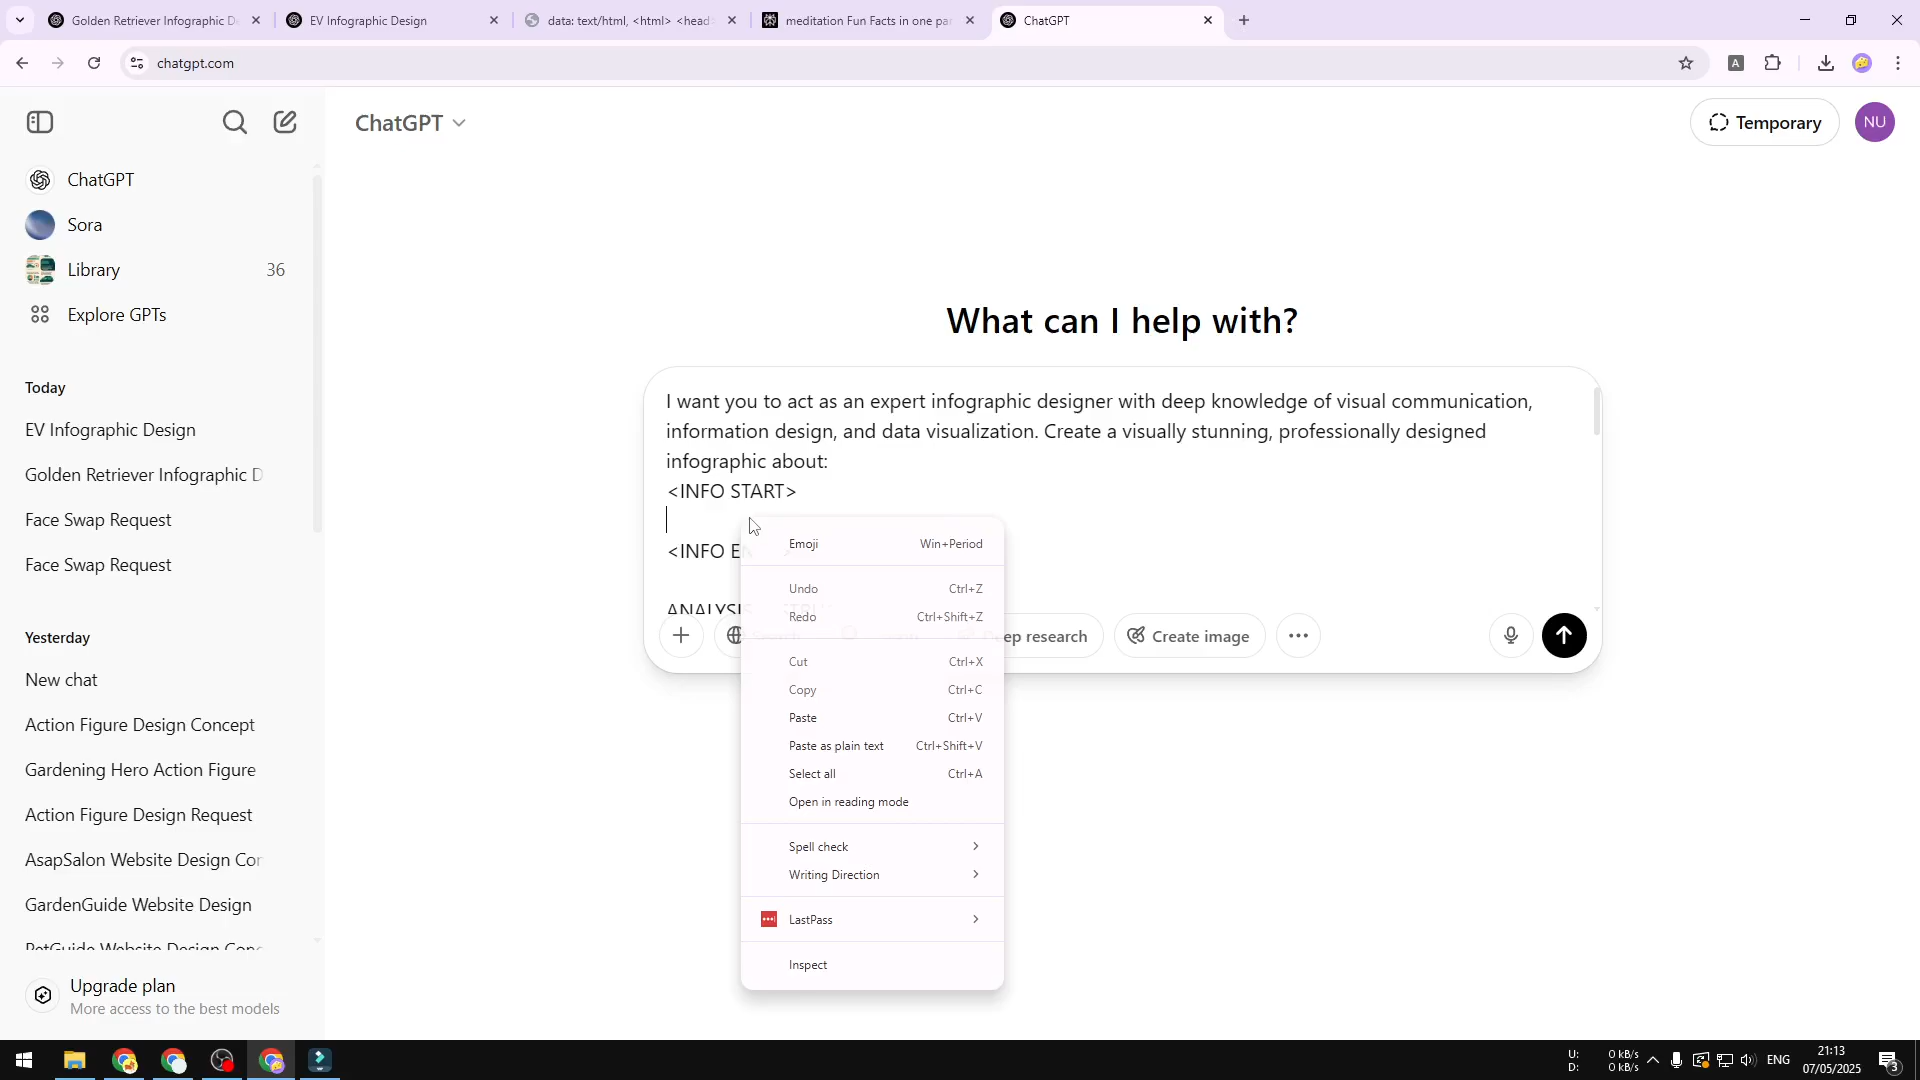 Golden Retriever Infographic D
EV Infographic Design
data: text/html, <html> <head>
meditation Fun Facts in one pa
ChatGPT
chatgpt.com
A
ChatGPT
Temporary
NU
ChatGPT
Sora
Library
36
Explore GPTs
Today
EV Infographic Design
Golden Retriever Infographic D
Face Swap Request
Face Swap Request
Yesterday
New chat
Action Figure Design Concept
Gardening Hero Action Figure
Action Figure Design Request
AsapSalon Website Design Con
GardenGuide Website Design
PetGuide Website Design Conc
Upgrade plan
More access to the best models
What can I help with?
I want you to act as an expert infographic designer with deep knowledge of visual communication,
information design, and data visualization. Create a visually stunning, professionally designed
infographic about:
<INFO START>
<INFO EN
ANALYSIS
ep research
Create image
Emoji Win+Period
Undo Ctrl+Z
Redo Ctrl+Shift+Z
Cut Ctrl+X
Copy Ctrl+C
Paste Ctrl+V
Paste as plain text Ctrl+Shift+V
Select all Ctrl+A
Open in reading mode
Spell check
Writing Direction
LastPass
Inspect
U: 0 kB/s
D: 0 kB/s
ENG
21:13
07/05/2025
3